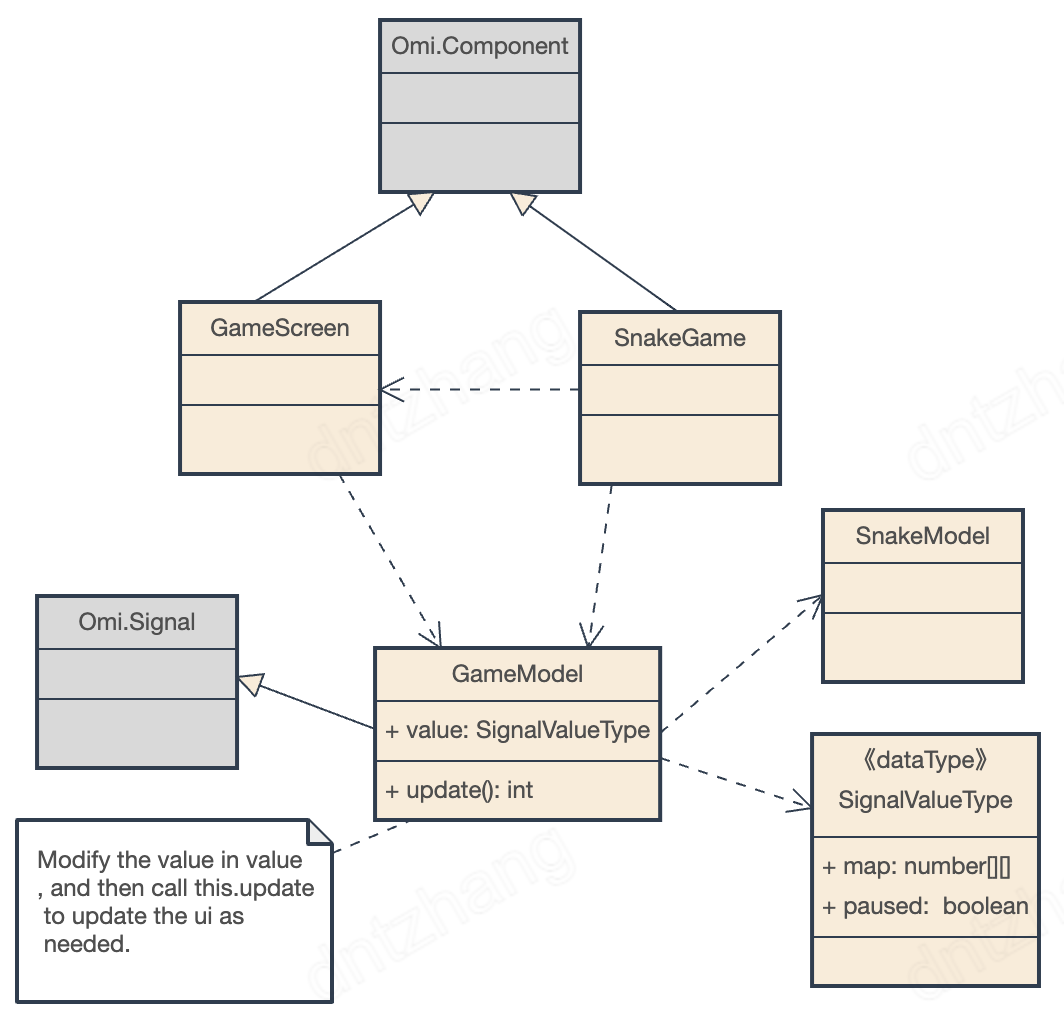 Omi.Component
GameScreen
SnakeGame
SnakeModel
Omi.Signal
GameModel
+ value: SignalValueType
+ update(): int
《dataType》
SignalValueType
+ map: number[][]
+ paused:  boolean
Modify the value in value
, and then call this.update
to update the ui as
needed.
dntzhang
dntzhang
dntzhang
dntzhang